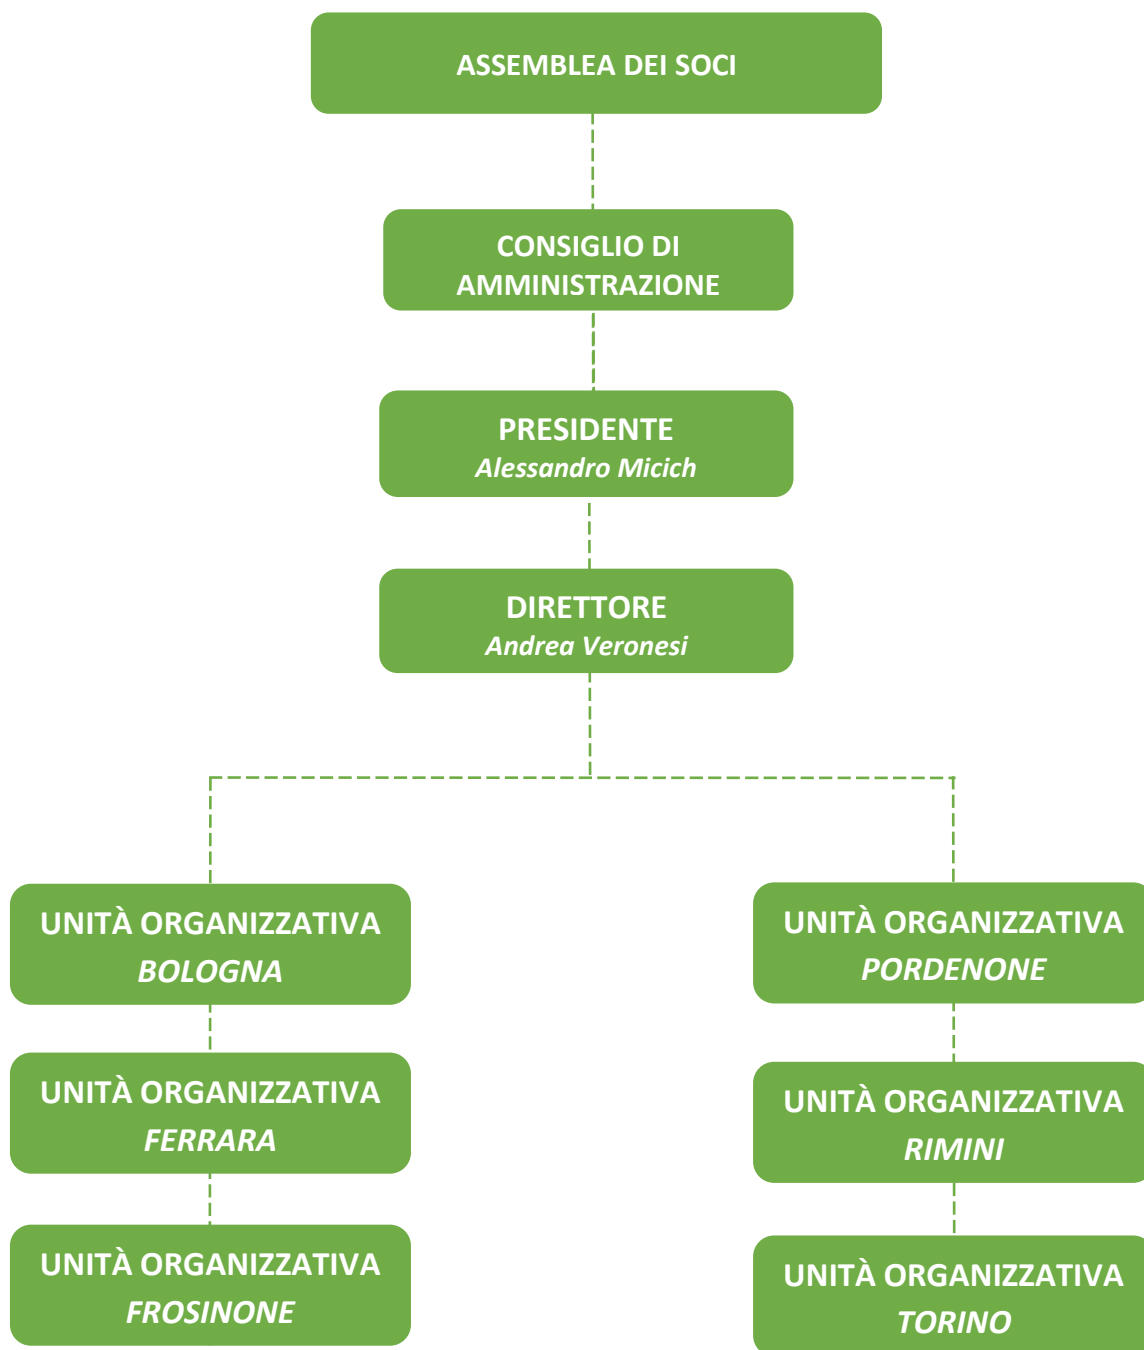 ASSEMBLEA DEI SOCI
CONSIGLIO DI
AMMINISTRAZIONE
PRESIDENTE
Alessandro Micich
DIRETTORE
Andrea Veronesi
UNITÀ ORGANIZZATIVA
BOLOGNA
UNITÀ ORGANIZZATIVA
FERRARA
UNITÀ ORGANIZZATIVA
FROSINONE
UNITÀ ORGANIZZATIVA
PORDENONE
UNITÀ ORGANIZZATIVA
RIMINI
UNITÀ ORGANIZZATIVA
TORINO